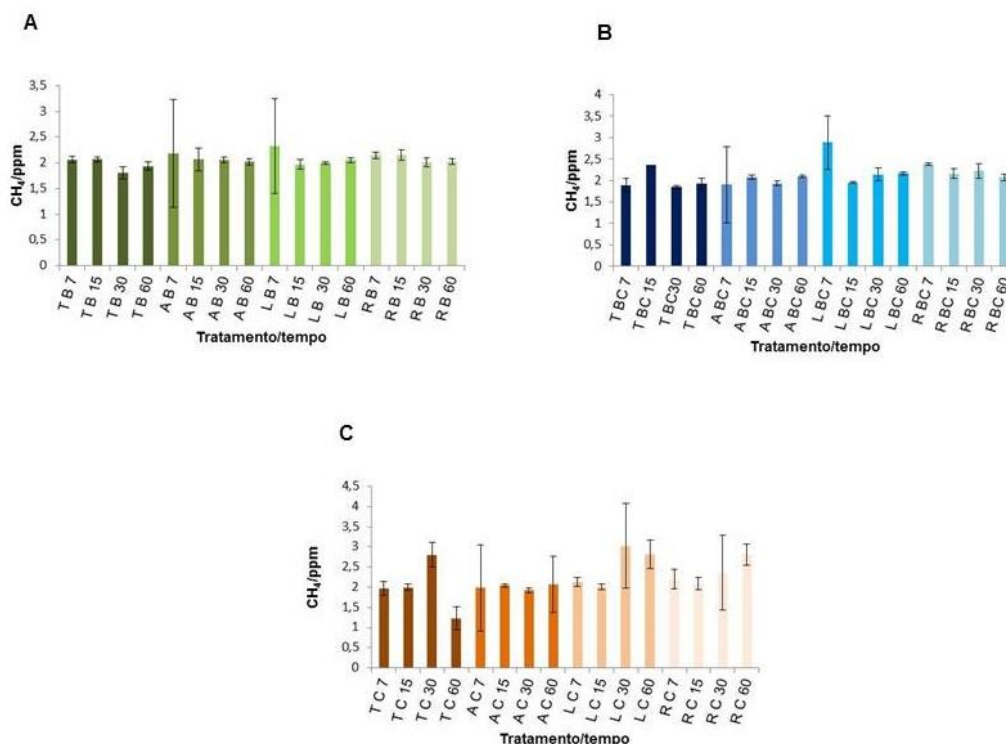 A
CH₄/ppm
3,5
3
2,5
2
1,5
1
0,5
0
T B 7
T B 15
T B 30
T B 60
A B 7
A B 15
A B 30
A B 60
L B 7
L B 15
L B 30
L B 60
R B 7
R B 15
R B 30
R B 60
Tratamento/tempo
B
CH₄/ppm
4
3,5
3
2,5
2
1,5
1
0,5
0
T BC 7
T BC 15
T BC30
T BC 60
A BC 7
A BC 15
A BC 30
A BC 60
L BC 7
L BC 15
L BC 30
L BC 60
R BC 7
R BC 15
R BC 30
R BC 60
Tratamento/tempo
C
CH₄/ppm
4,5
4
3,5
3
2,5
2
1,5
1
0,5
0
T C 7
T C 15
T C 30
T C 60
A C 7
A C 15
A C 30
A C 60
L C 7
L C 15
L C 30
L C 60
R C 7
R C 15
R C 30
R C 60
Tratamento/tempo